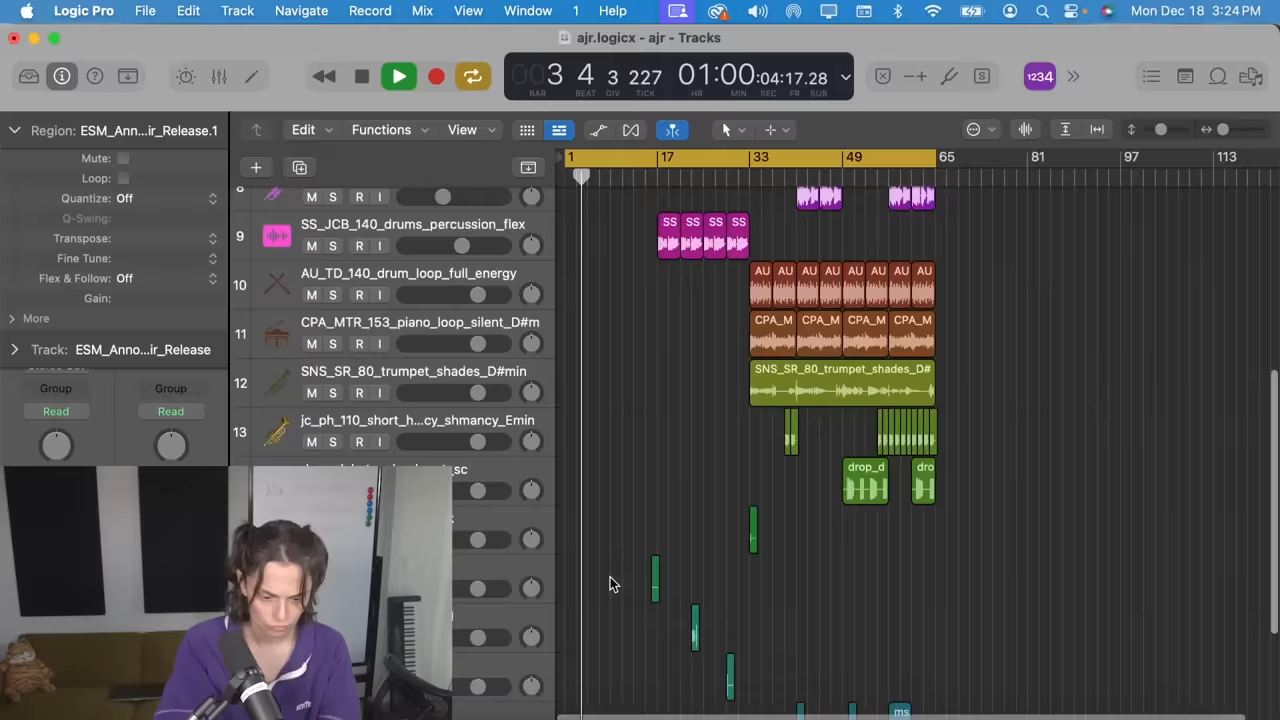 Logic Pro File Edit Track Navigate Record Mix View Window 1 Help Mon Dec 18 3:24 PM
ajr.logicx - ajr - Tracks
3 4 3 227 01:00:04:17.28
BAR BEAT DIV TICK HR MIN SEC FR SUB
1234
Region: ESM_Ann...ir_Release.1
Edit Functions View
Mute:
Loop:
Quantize: Off
Q-Swing:
Transpose:
Fine Tune:
Flex & Follow: Off
Gain:
More
Track: ESM_Anno...ir_Release
Group Group
Read Read
1 17 33 49 65 81 97 113
8 M S R I
9 SS_JCB_140_drums_percussion_flex
M S R I
SS SS SS SS
10 AU_TD_140_drum_loop_full_energy
M S R I
AU AU AU AU AU AU AU AU
11 CPA_MTR_153_piano_loop_silent_D#m
M S R I
CPA_M CPA_M CPA_M CPA_M
12 SNS_SR_80_trumpet_shades_D#min
M S R I
SNS_SR_80_trumpet_shades_D#
13 jc_ph_110_short_h...cy_shmancy_Emin
M S R I
_sc
drop_d dro
ms